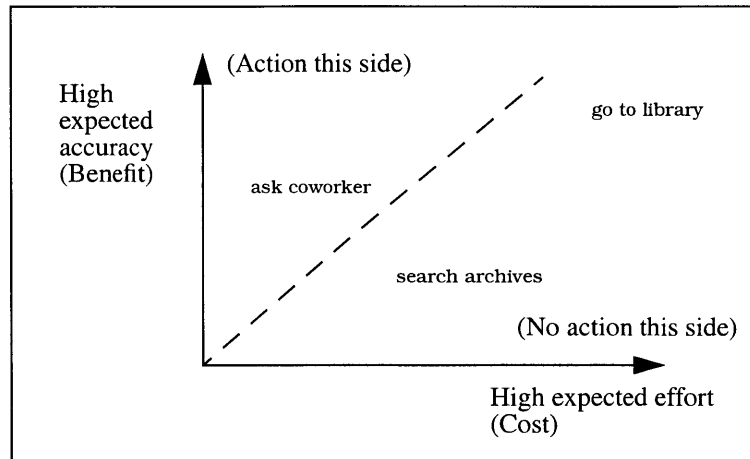 (Action this side)
High
expected
accuracy
(Benefit)
go to library
ask coworker
search archives
(No action this side)
High expected effort
(Cost)